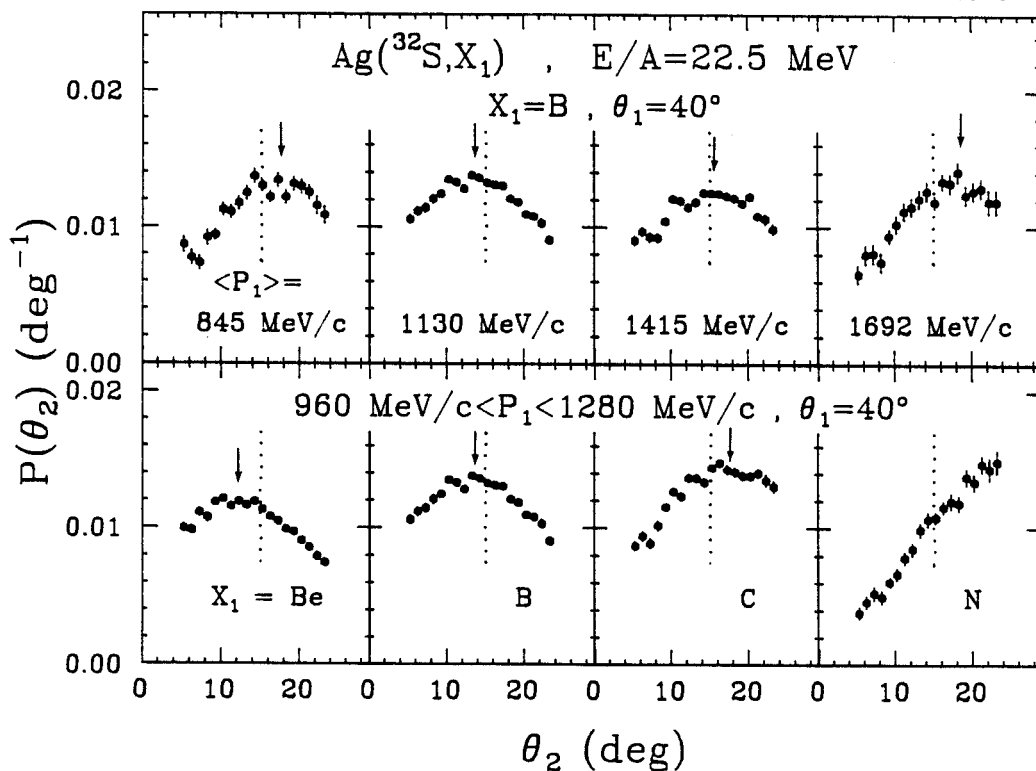 Ag(³²S,X₁) , E/A=22.5 MeV
X₁=B , θ₁=40°
0.02
0.01
0.00
<P₁>=
845 MeV/c
1130 MeV/c
1415 MeV/c
1692 MeV/c
P(θ₂) (deg⁻¹)
960 MeV/c<P₁<1280 MeV/c , θ₁=40°
0.02
0.01
0.00
X₁ = Be
B
C
N
0 10 20 0 10 20 0 10 20 0 10 20
θ₂ (deg)